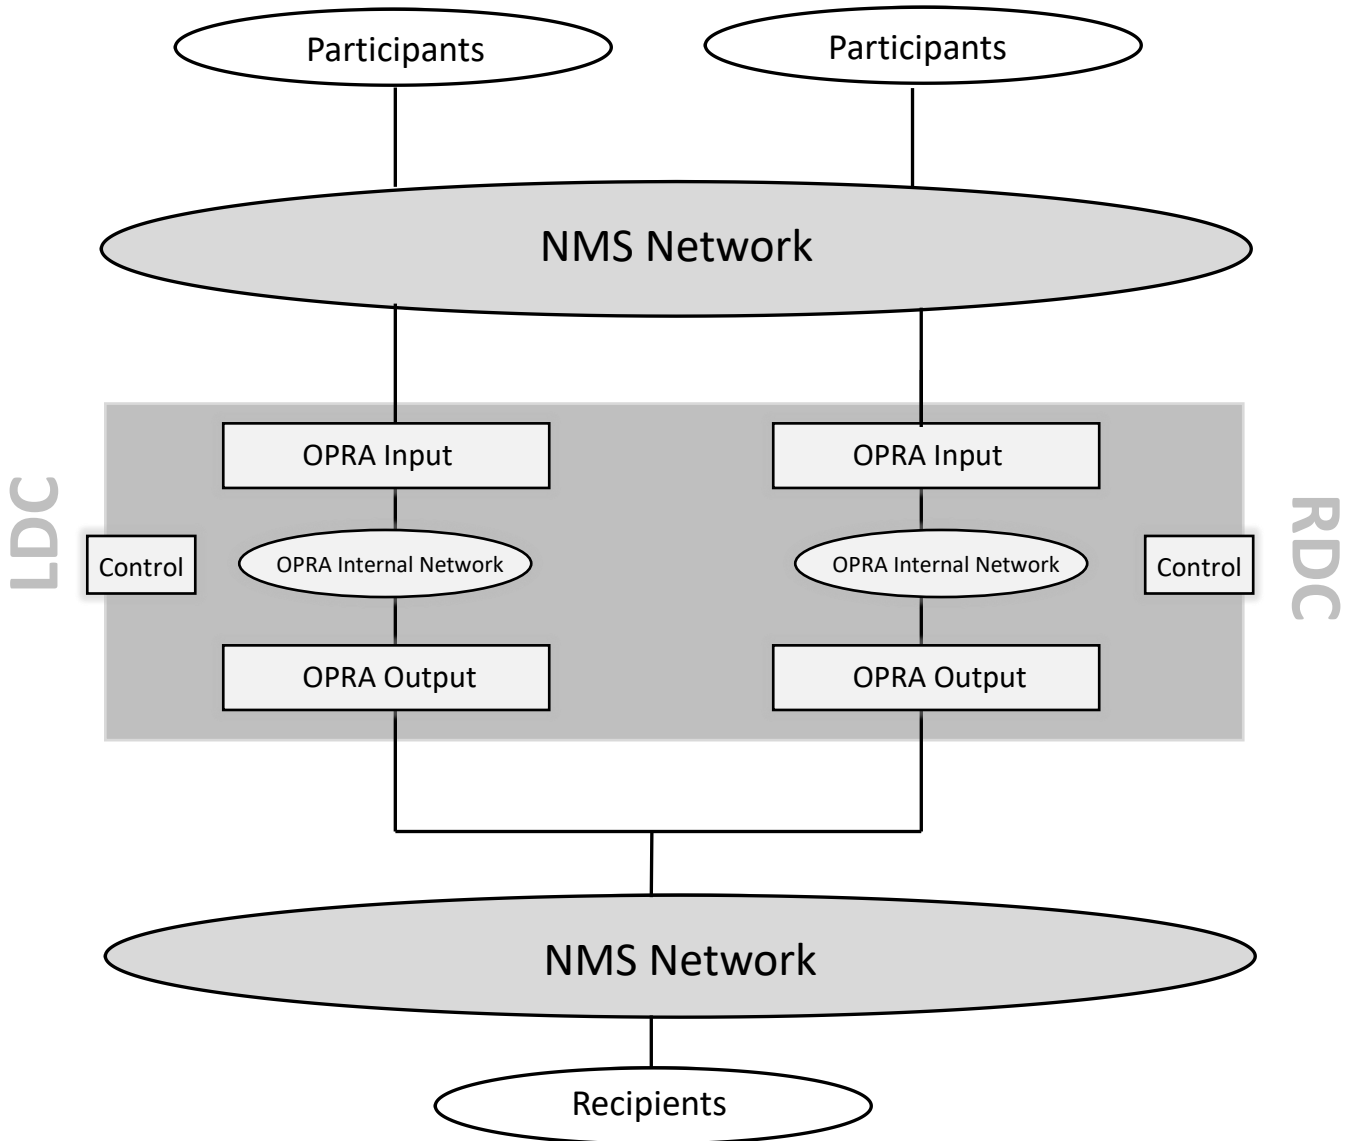 Participants
Participants
NMS Network
OPRA Input
OPRA Input
LDC
RDC
Control
OPRA Internal Network
OPRA Internal Network
Control
OPRA Output
OPRA Output
NMS Network
Recipients